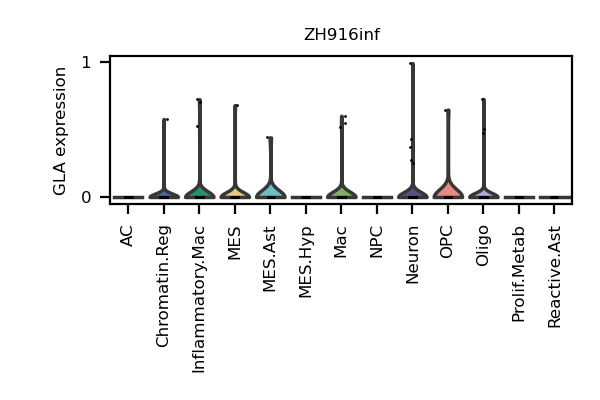 ZH916inf
GLA expression
1
0
AC
Chromatin.Reg
Inflammatory.Mac
MES
MES.Ast
MES.Hyp
Mac
NPC
Neuron
OPC
Oligo
Prolif.Metab
Reactive.Ast